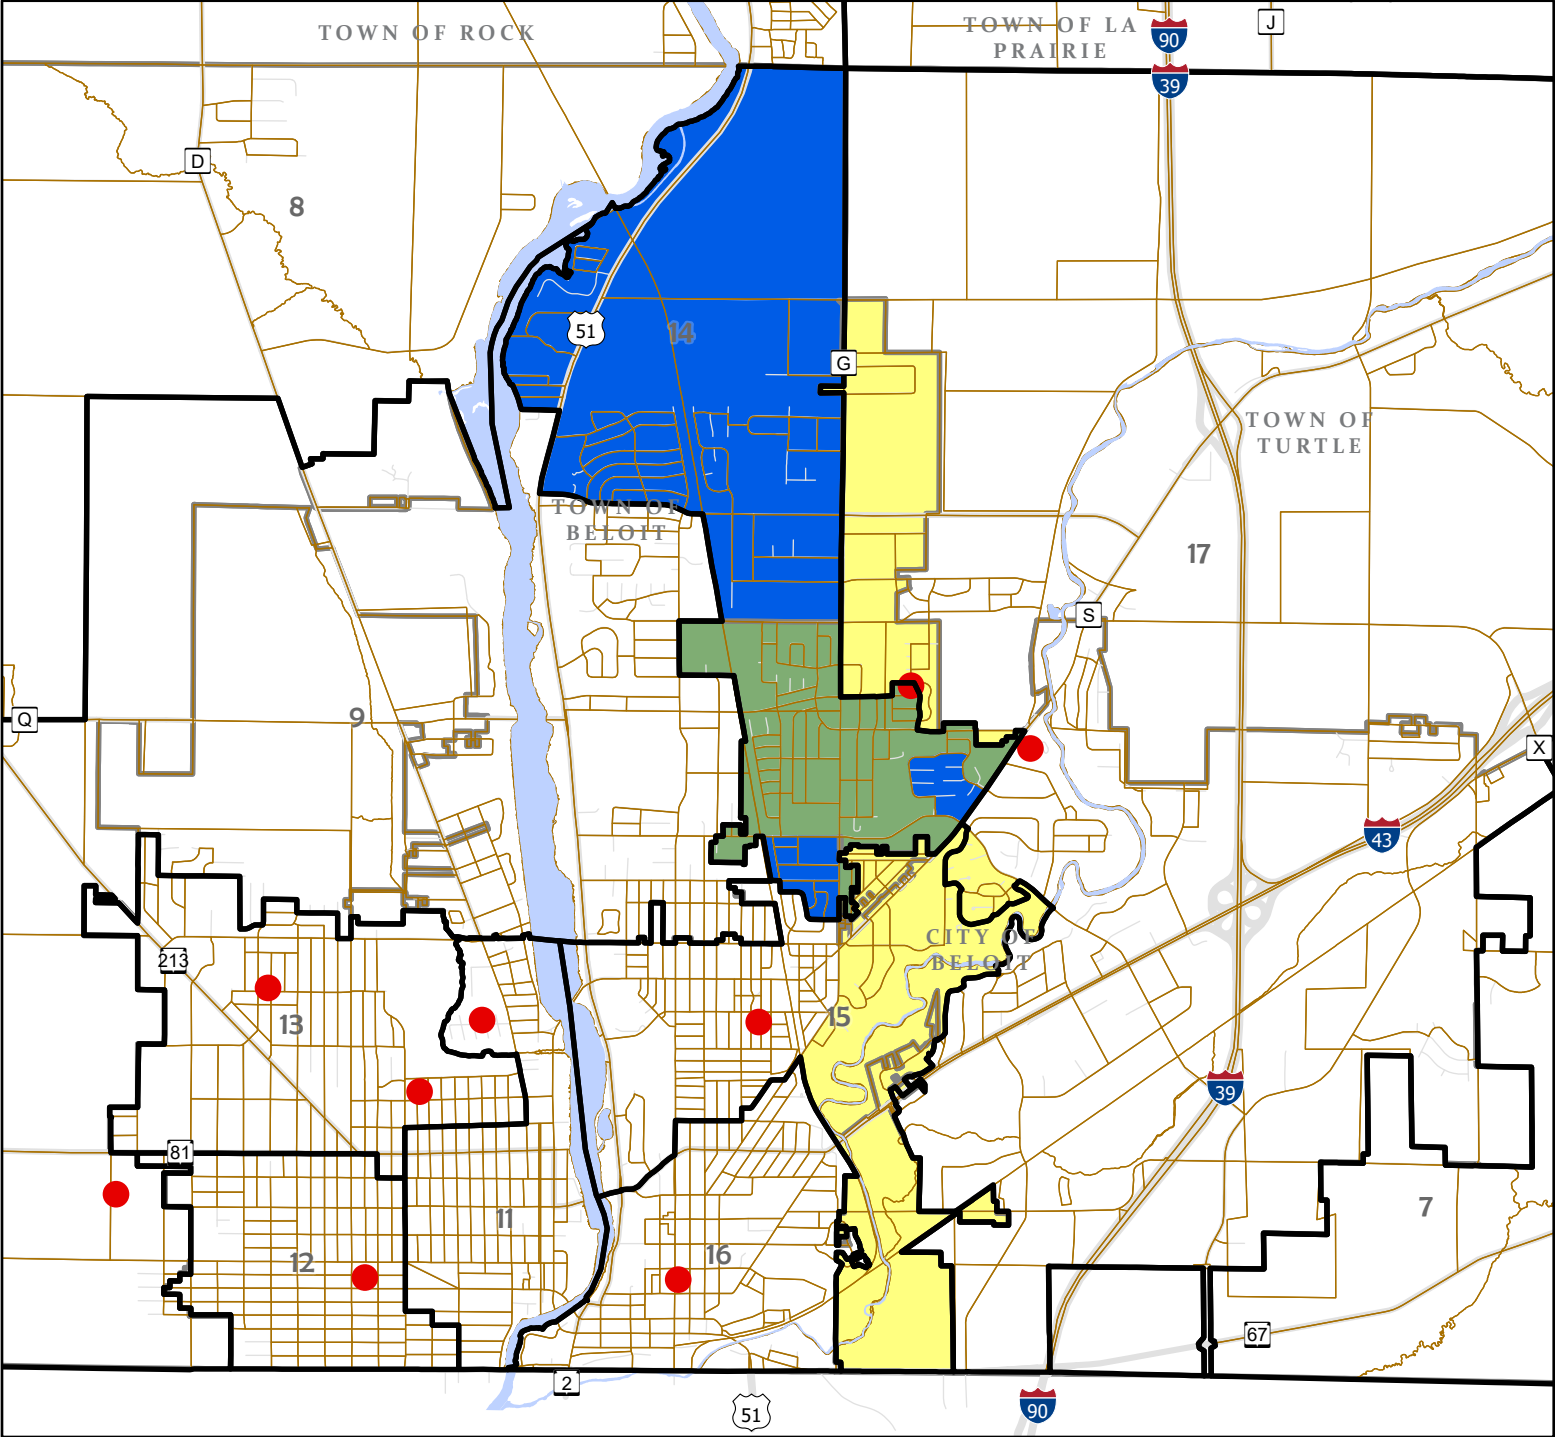 TOWN OF ROCK
TOWN OF LA
PRAIRIE
J
90
39
D
8
51
14
G
TOWN OF
TURTLE
TOWN OF
BELOIT
17
S
9
Q
X
43
CITY OF
BELOIT
213
13
15
39
81
11
16
7
12
67
2
51
90